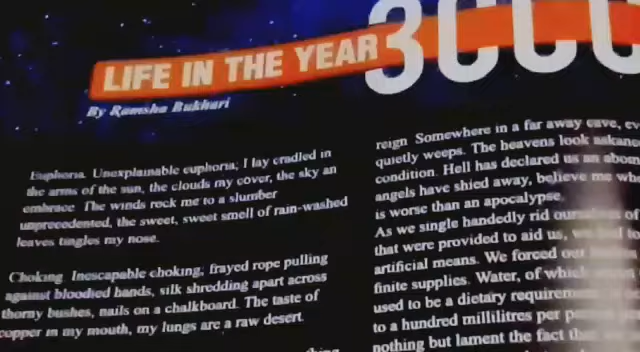 LIFE IN THE YEAR 3000
By Ramsha Bukhari
Euphoria. Unexplainable euphoria; I lay cradled in
the arms of the sun, the clouds my cover, the sky an
embrace. The winds rock me to a slumber
unprecedented, the sweet, sweet smell of rain-washed
leaves tingles my nose.
Choking. Inescapable choking, frayed rope pulling
against bloodied hands, silk shredding apart across
thorny bushes, nails on a chalkboard. The taste of
copper in my mouth, my lungs are a raw desert.
reign Somewhere in a far away cave,
quietly weeps. The heavens look askance
condition. Hell has declared us an
angels have shied away, believe me
is worse than an apocalypse.
As we single handedly rid ourselves of
that were provided to aid us, we had to
artificial means. We forced our
finite supplies. Water, of which
used to be a dietary requirement
to a hundred millilitres per
nothing but lament the fact that